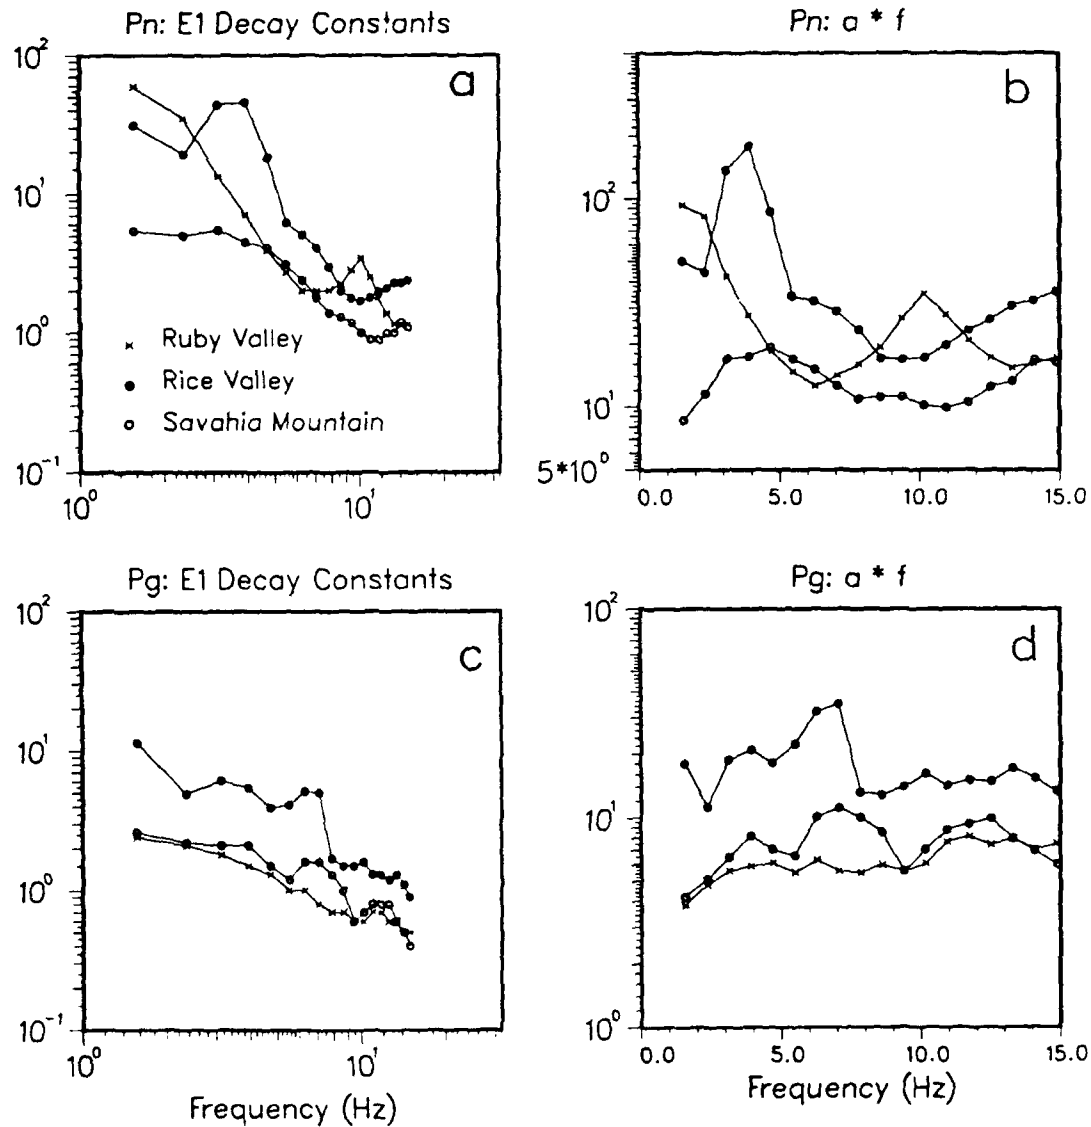 Pn: E1 Decay Constants
Pn: a * f
10²
10¹
10⁰
10⁻¹
a
Ruby Valley
Rice Valley
Savahia Mountain
10⁰
10¹
b
10²
10¹
5*10⁰
0.0
5.0
10.0
15.0
Pg: E1 Decay Constants
Pg: a * f
10²
10¹
10⁰
10⁻¹
c
10⁰
10¹
Frequency (Hz)
10²
10¹
10⁰
d
0.0
5.0
10.0
15.0
Frequency (Hz)